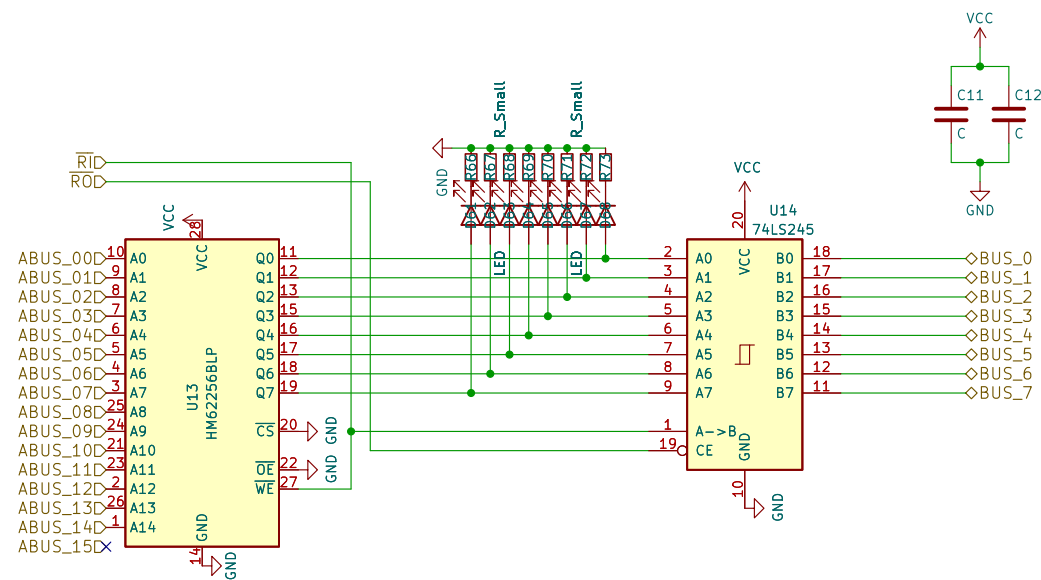 VCC
C11
C
C12
C
GND
R_Small
R_Small
GND
R66
R67
R68
R69
R70
R71
R72
R73
LED
LED
RI
RO
VCC
28
VCC
ABUS_00 10 A0
ABUS_01 9 A1
ABUS_02 8 A2
ABUS_03 7 A3
ABUS_04 6 A4
ABUS_05 5 A5
ABUS_06 4 A6
ABUS_07 3 A7
ABUS_08 25 A8
ABUS_09 24 A9
ABUS_10 21 A10
ABUS_11 23 A11
ABUS_12 2 A12
ABUS_13 26 A13
ABUS_14 1 A14
ABUS_15
U13
HM62256BLP
Q0 11
Q1 12
Q2 13
Q3 15
Q4 16
Q5 17
Q6 18
Q7 19
CS 20 GND
OE 22 GND
WE 27
GND
14
GND
VCC
20
VCC
U14
74LS245
2 A0
3 A1
4 A2
5 A3
6 A4
7 A5
8 A6
9 A7
1 A->B
19 CE
GND
10
GND
B0 18 BUS_0
B1 17 BUS_1
B2 16 BUS_2
B3 15 BUS_3
B4 14 BUS_4
B5 13 BUS_5
B6 12 BUS_6
B7 11 BUS_7